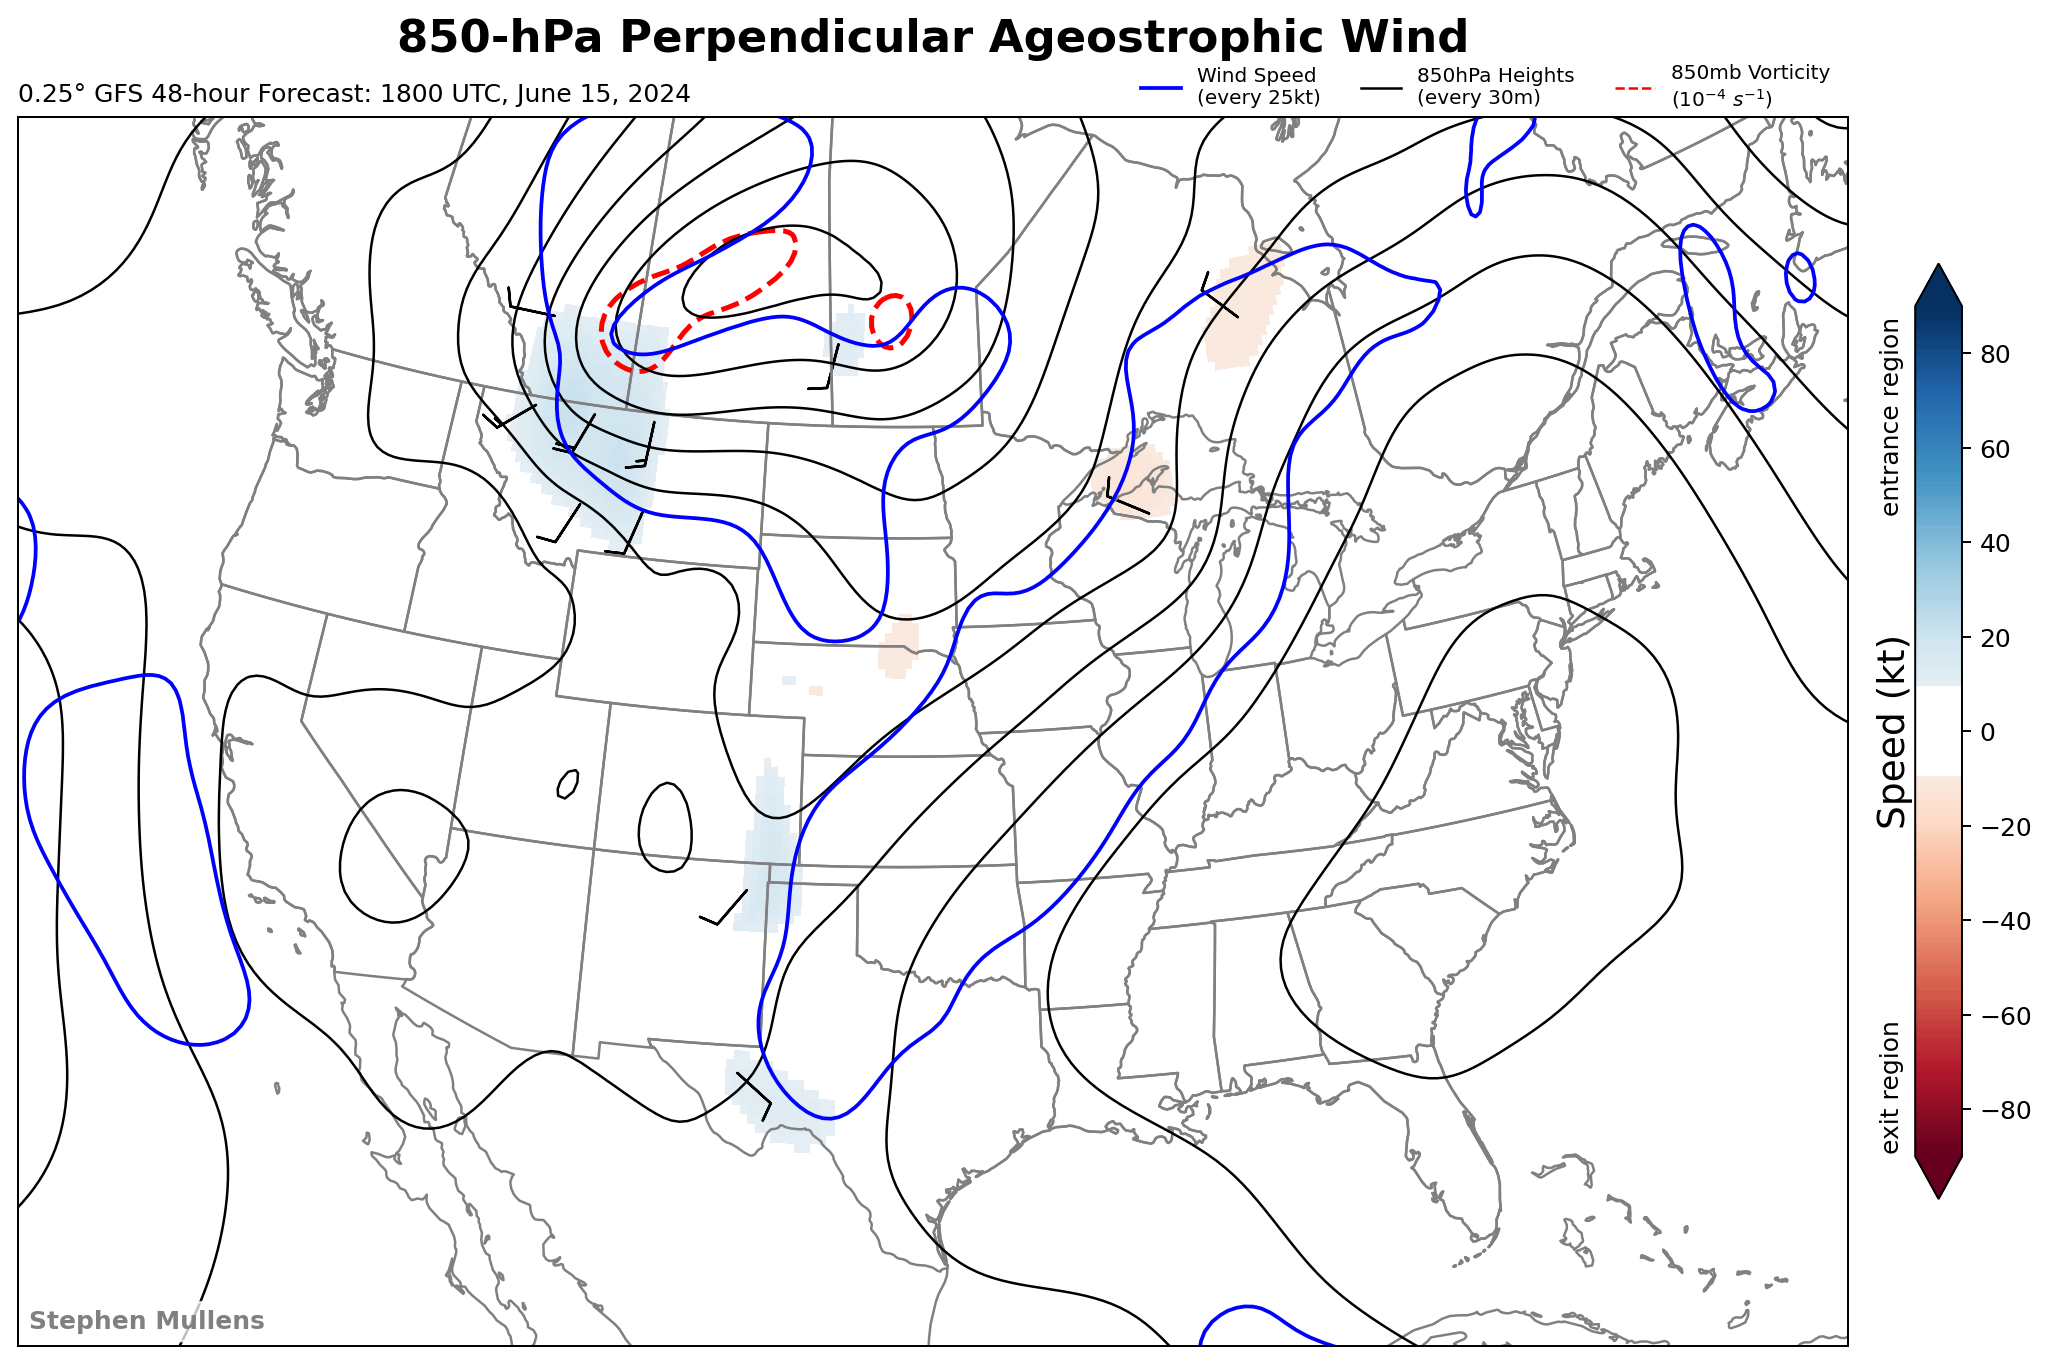 850-hPa Perpendicular Ageostrophic Wind
0.25° GFS 48-hour Forecast: 1800 UTC, June 15, 2024
Wind Speed
(every 25kt)
850hPa Heights
(every 30m)
850mb Vorticity
(10⁻⁴ s⁻¹)
entrance region
Speed (kt)
exit region
80
60
40
20
0
−20
−40
−60
−80
Stephen Mullens